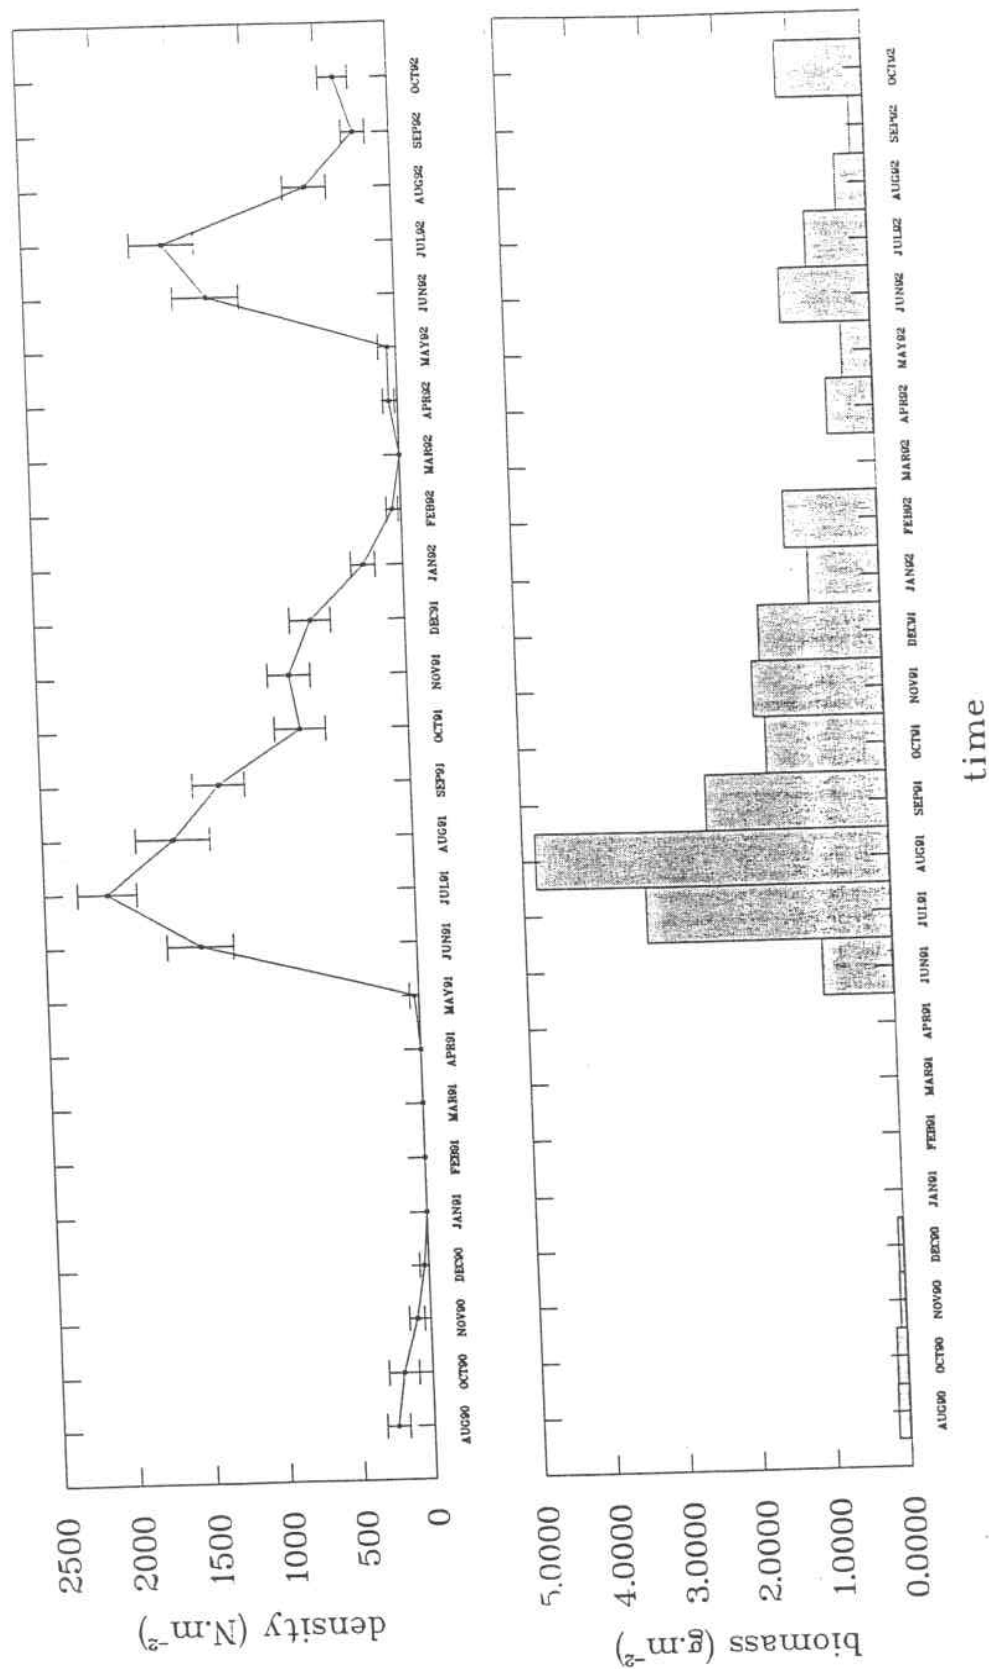 density (N.m⁻²)
2500
2000
1500
1000
500
0
AUG90 OCT90 NOV90 DEC90 JAN91 FEB91 MAR91 APR91 MAY91 JUN91 JUL91 AUG91 SEP91 OCT91 NOV91 DEC91 JAN92 FEB92 MAR92 APR92 MAY92 JUN92 JUL92 AUG92 SEP92 OCT92
biomass (g.m⁻²)
5.0000
4.0000
3.0000
2.0000
1.0000
0.0000
AUG90 OCT90 NOV90 DEC90 JAN91 FEB91 MAR91 APR91 JUN91 JUL91 AUG91 SEP91 OCT91 NOV91 DEC91 JAN92 FEB92 MAR92 APR92 MAY92 JUN92 JUL92 AUG92 SEP92 OCT92
time